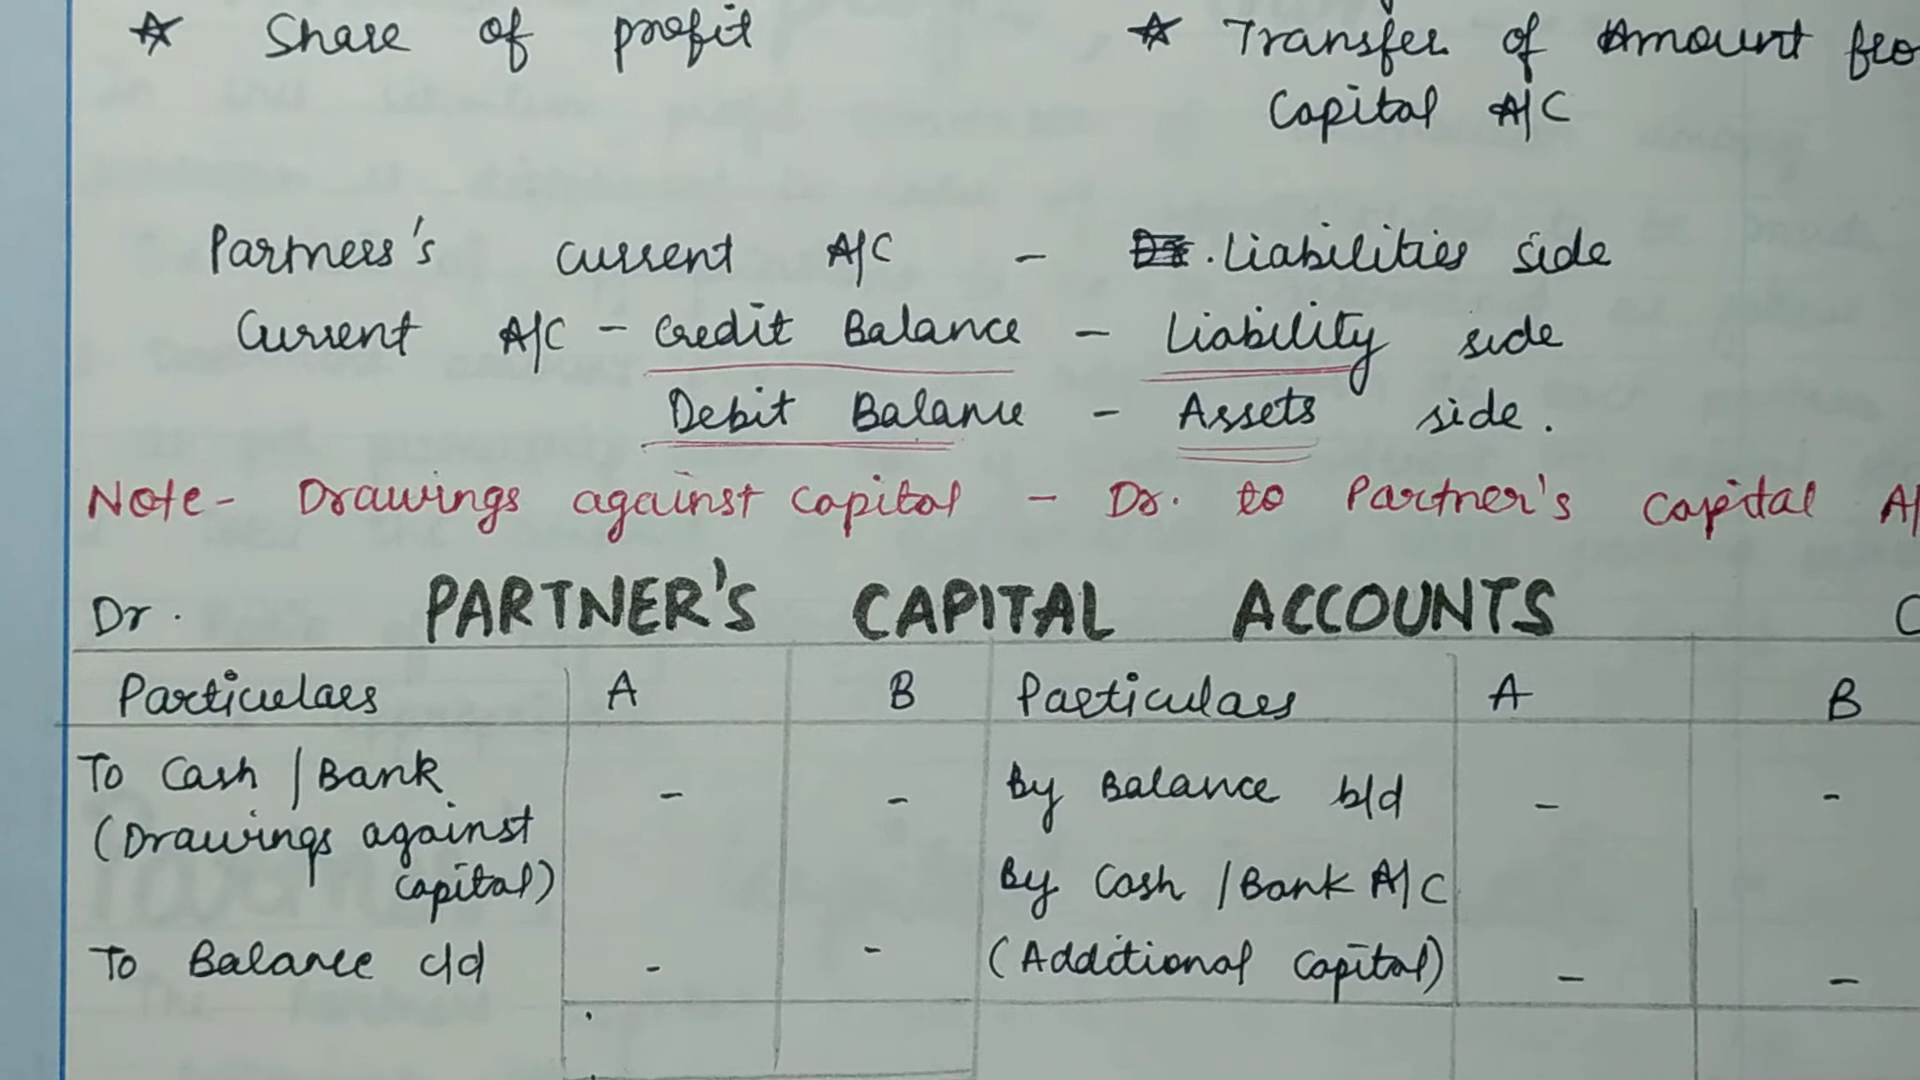 ☆ Share of profit
☆ Transfer of Amount fro
Capital A/C
Partners's current A/C - Liabilities side
Current A/C - Credit Balance - Liability side
Debit Balance - Assets side.
Note- Drawings against Capital - Dr. to Partner's Capital A/
Dr. PARTNER'S CAPITAL ACCOUNTS C
Particulars A B Particulars A B
To Cash / Bank - - By Balance b/d - -
(Drawings against
capital)
By Cash / Bank A/C
To Balance c/d - - (Additional Capital) - -